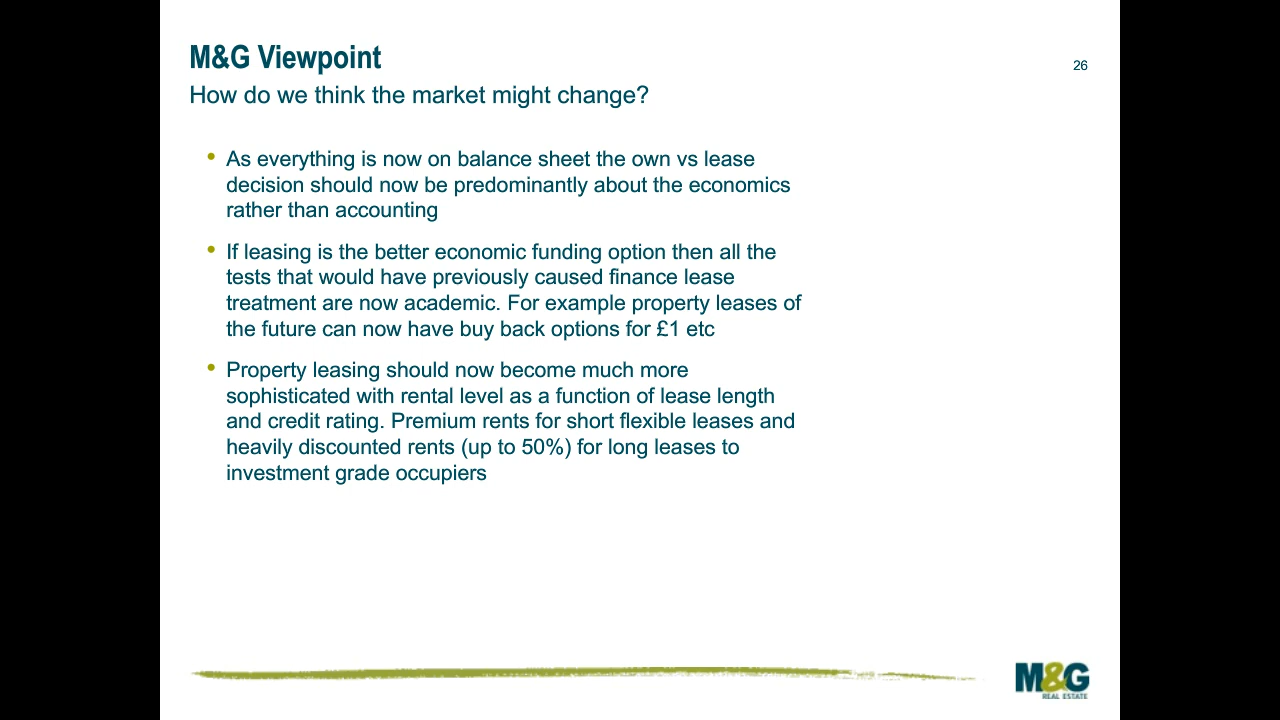 M&G Viewpoint
26
How do we think the market might change?
• As everything is now on balance sheet the own vs lease
decision should now be predominantly about the economics
rather than accounting
• If leasing is the better economic funding option then all the
tests that would have previously caused finance lease
treatment are now academic. For example property leases of
the future can now have buy back options for £1 etc
• Property leasing should now become much more
sophisticated with rental level as a function of lease length
and credit rating. Premium rents for short flexible leases and
heavily discounted rents (up to 50%) for long leases to
investment grade occupiers
M&G
REAL ESTATE